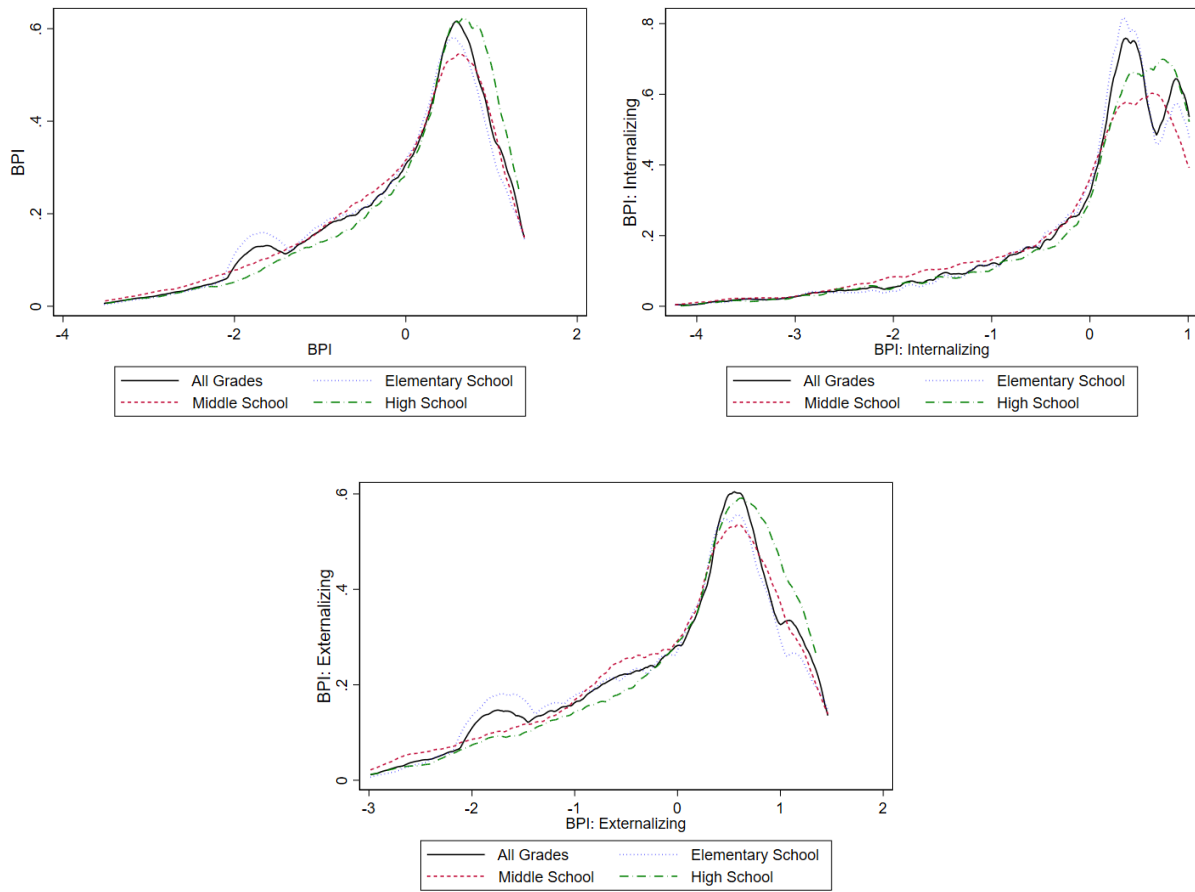 .6
.4
.2
0
BPI
-4
-2
0
2
BPI
All Grades
Elementary School
Middle School
High School
.8
.6
.4
.2
0
BPI: Internalizing
-4
-3
-2
-1
0
1
BPI: Internalizing
All Grades
Elementary School
Middle School
High School
.6
.4
.2
0
BPI: Externalizing
-3
-2
-1
0
1
2
BPI: Externalizing
All Grades
Elementary School
Middle School
High School